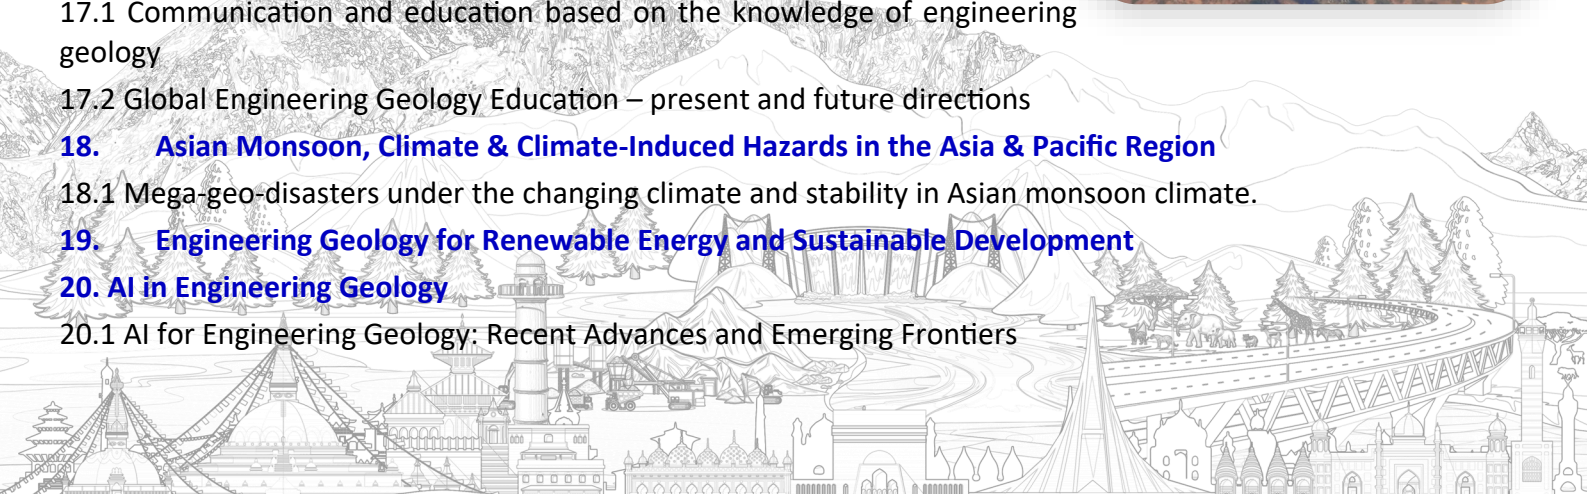 17.1 Communication and education based on the knowledge of engineering
geology
17.2 Global Engineering Geology Education – present and future directions
18. Asian Monsoon, Climate & Climate-Induced Hazards in the Asia & Pacific Region
18.1 Mega-geo-disasters under the changing climate and stability in Asian monsoon climate.
19. Engineering Geology for Renewable Energy and Sustainable Development
20. AI in Engineering Geology
20.1 AI for Engineering Geology: Recent Advances and Emerging Frontiers